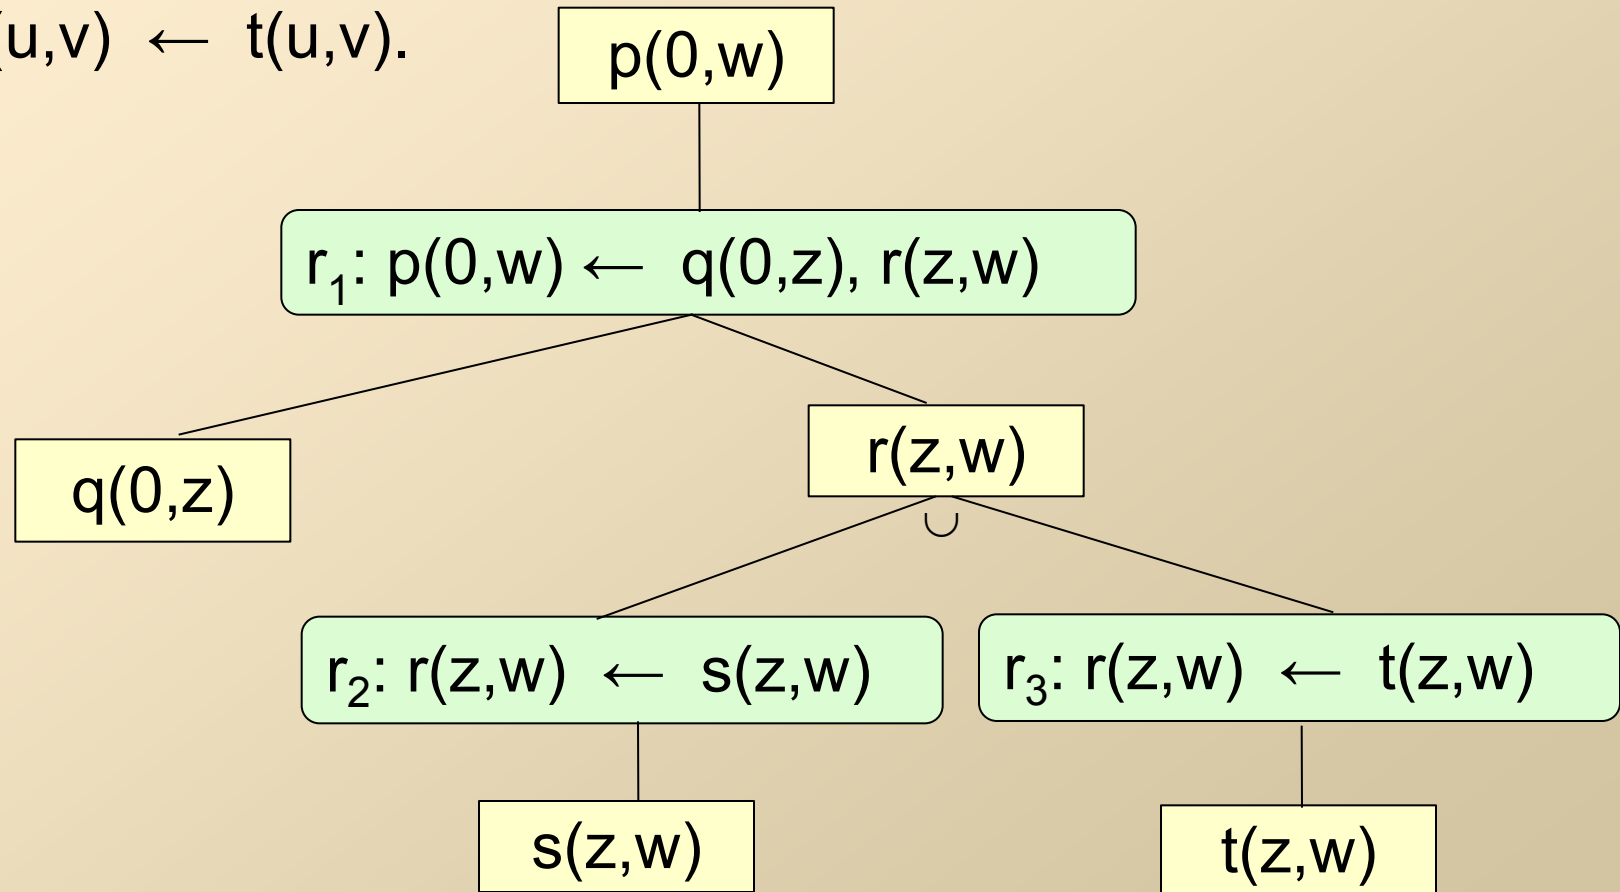 (u,v) ← t(u,v).
p(0,w)
r₁: p(0,w) ← q(0,z), r(z,w)
q(0,z)
r(z,w)
∪
r₂: r(z,w) ← s(z,w)
r₃: r(z,w) ← t(z,w)
s(z,w)
t(z,w)